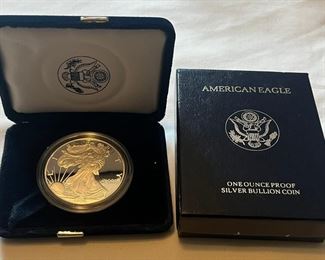 AMERICAN EAGLE
ONE OUNCE PROOF
SILVER BULLION COIN